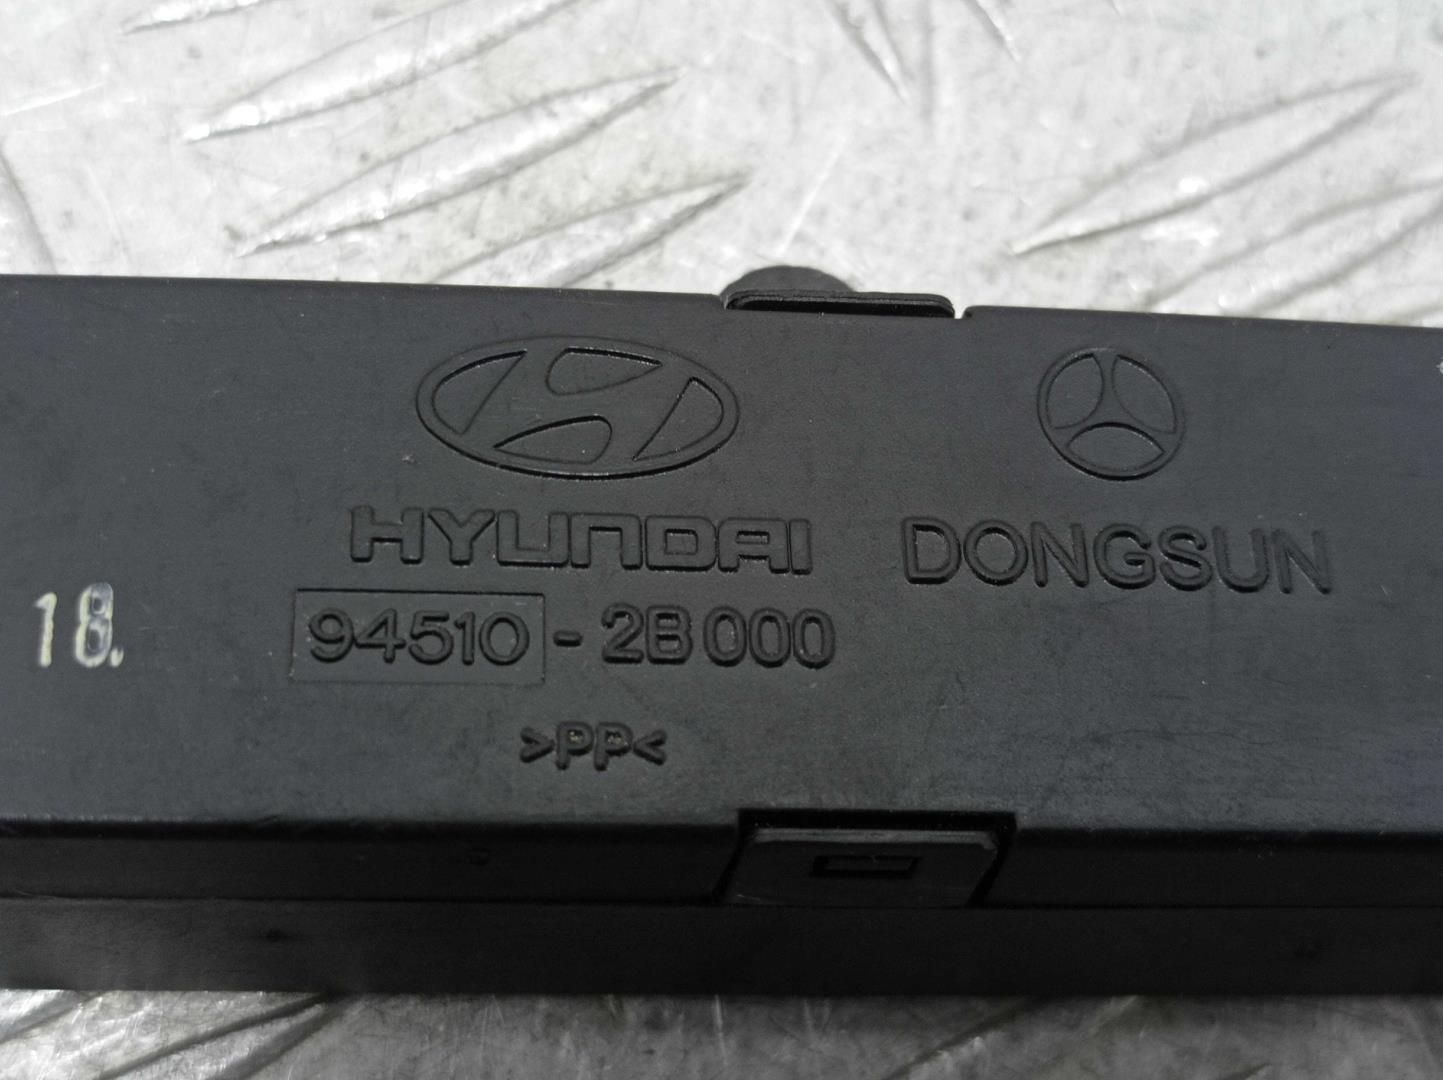 HYUNDAI DONGSUN
18. 94510-2B000
>PP<